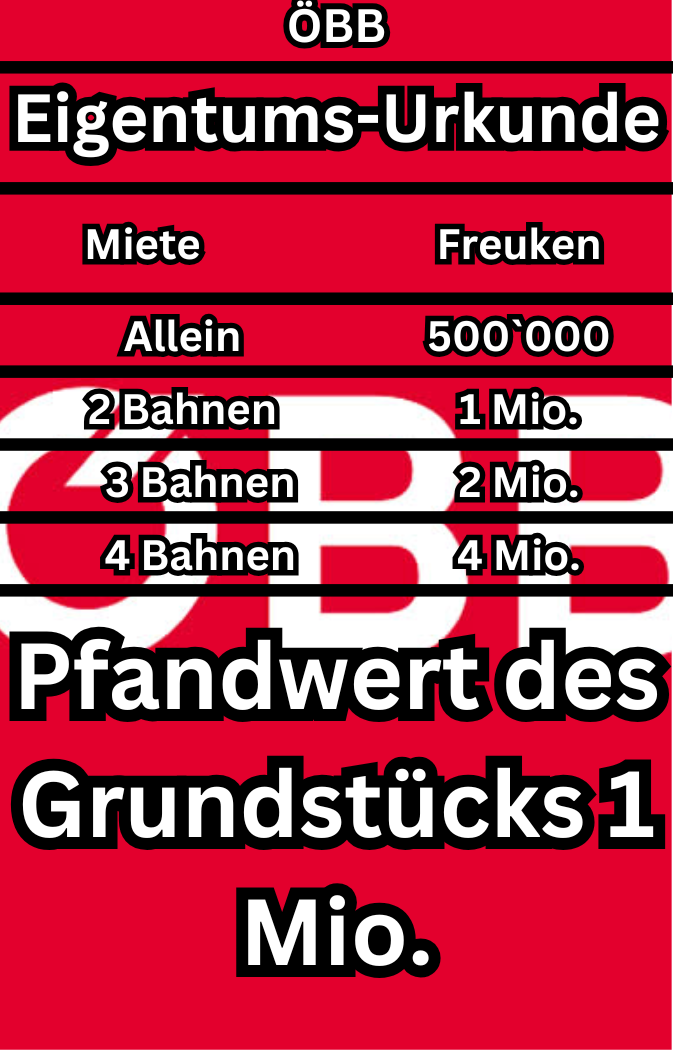 ÖBB
Eigentums-Urkunde
Miete Freuken
Allein 500`000
2 Bahnen 1 Mio.
3 Bahnen 2 Mio.
4 Bahnen 4 Mio.
ÖBB
Pfandwert des
Grundstücks 1
Mio.